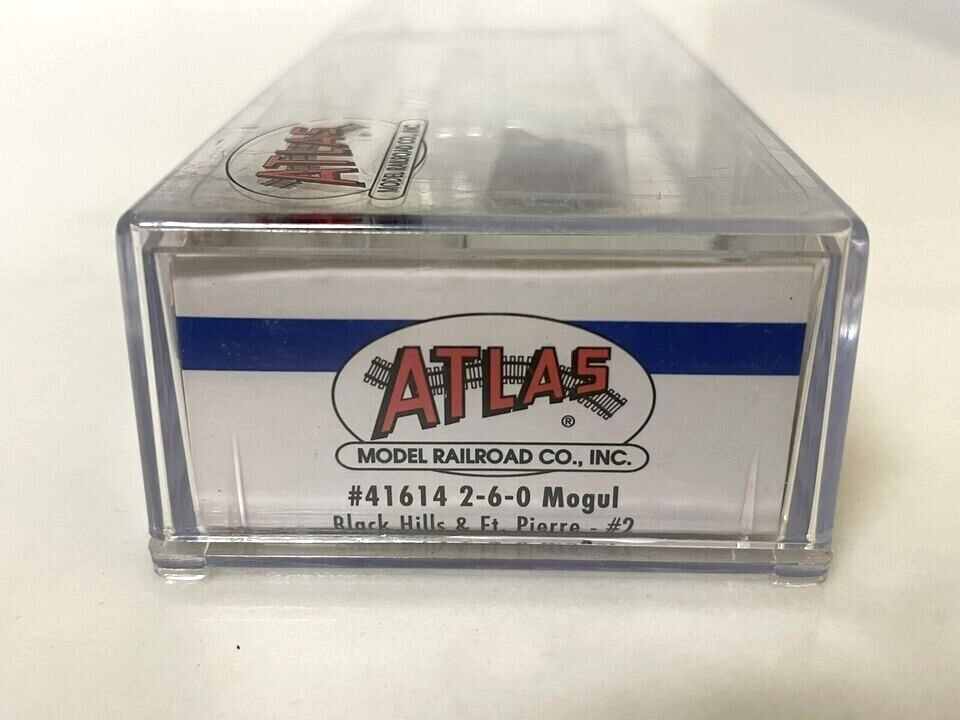 ATLAS
MODEL RAILROAD CO., INC.
ATLAS
®
MODEL RAILROAD CO., INC.
#41614 2-6-0 Mogul
Black Hills & Ft. Pierre - #2